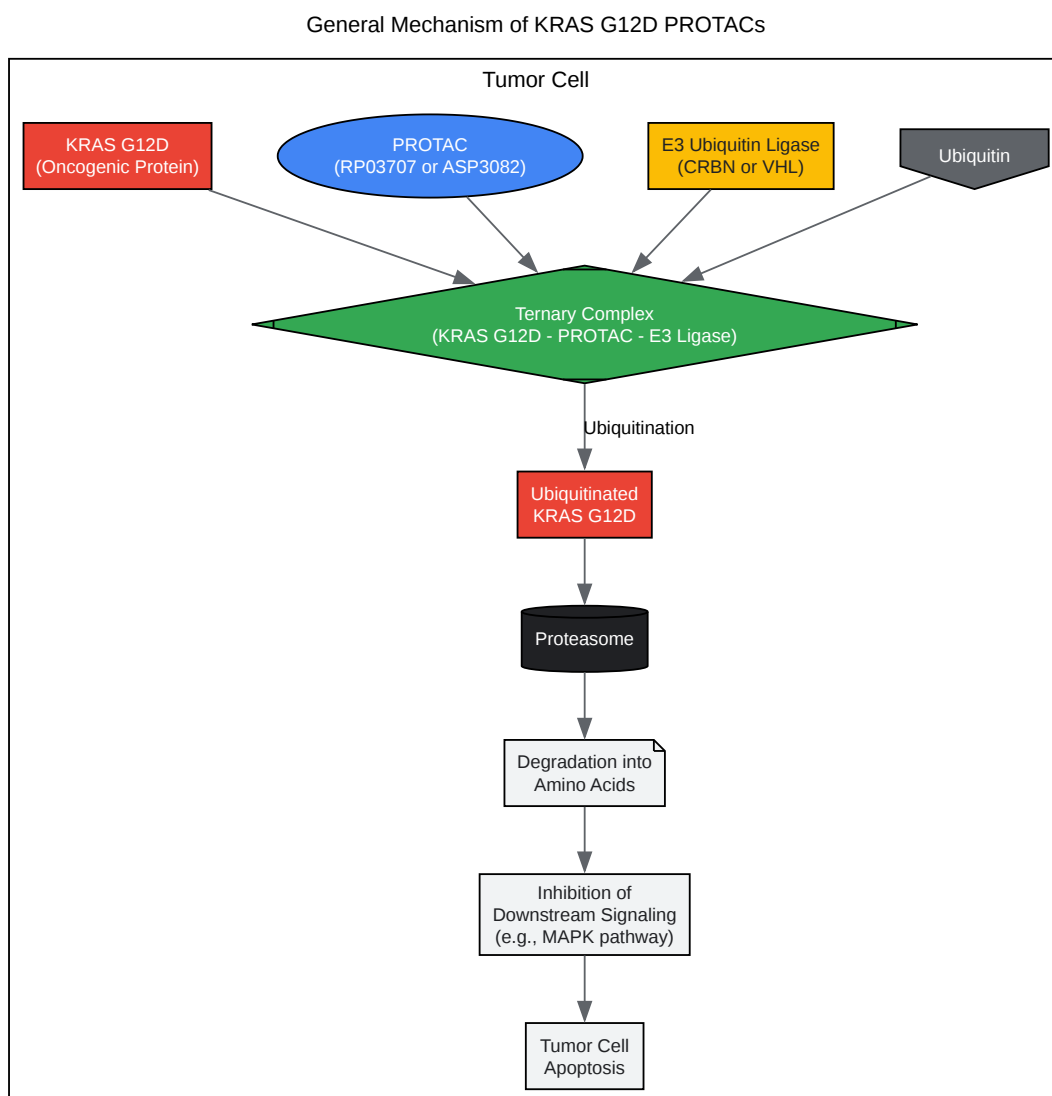 General Mechanism of KRAS G12D PROTACs
Tumor Cell
KRAS G12D
(Oncogenic Protein)
PROTAC
(RP03707 or ASP3082)
E3 Ubiquitin Ligase
(CRBN or VHL)
Ubiquitin
Ternary Complex
(KRAS G12D - PROTAC - E3 Ligase)
Ubiquitination
Ubiquitinated
KRAS G12D
Proteasome
Degradation into
Amino Acids
Inhibition of
Downstream Signaling
(e.g., MAPK pathway)
Tumor Cell
Apoptosis